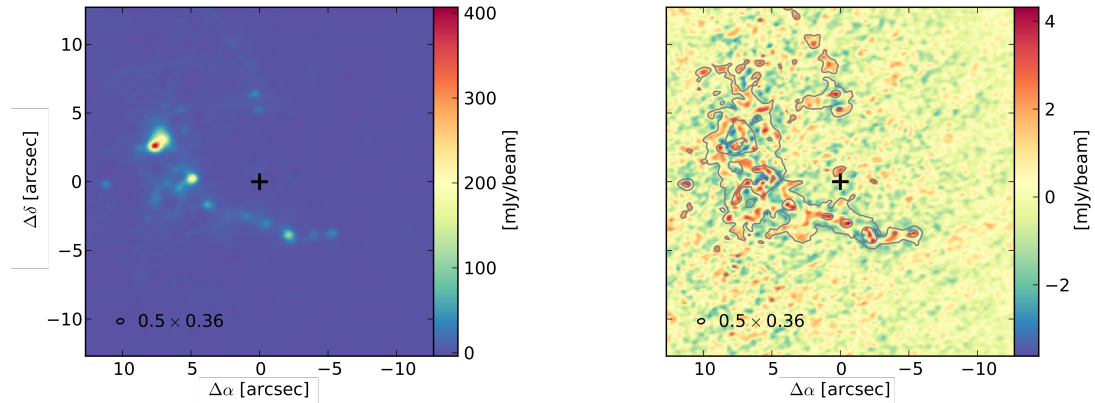 10
5
0
−5
−10
Δδ [arcsec]
0.5 × 0.36
10 5 0 −5 −10
Δα [arcsec]
400
300
200
100
0
[mJy/beam]
0.5 × 0.36
10 5 0 −5 −10
Δα [arcsec]
4
2
0
−2
[mJy/beam]